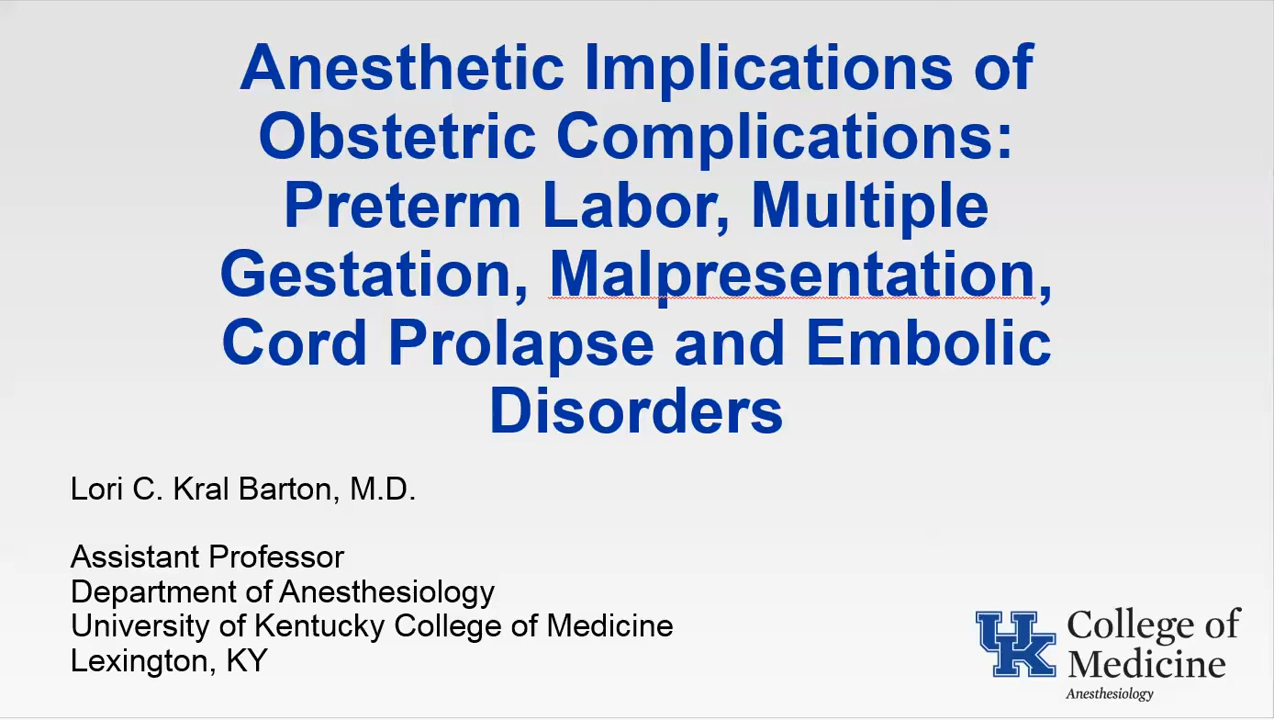 Anesthetic Implications of
Obstetric Complications:
Preterm Labor, Multiple
Gestation, Malpresentation,
Cord Prolapse and Embolic
Disorders
Lori C. Kral Barton, M.D.
Assistant Professor
Department of Anesthesiology
University of Kentucky College of Medicine
Lexington, KY
UK
College of
Medicine
Anesthesiology